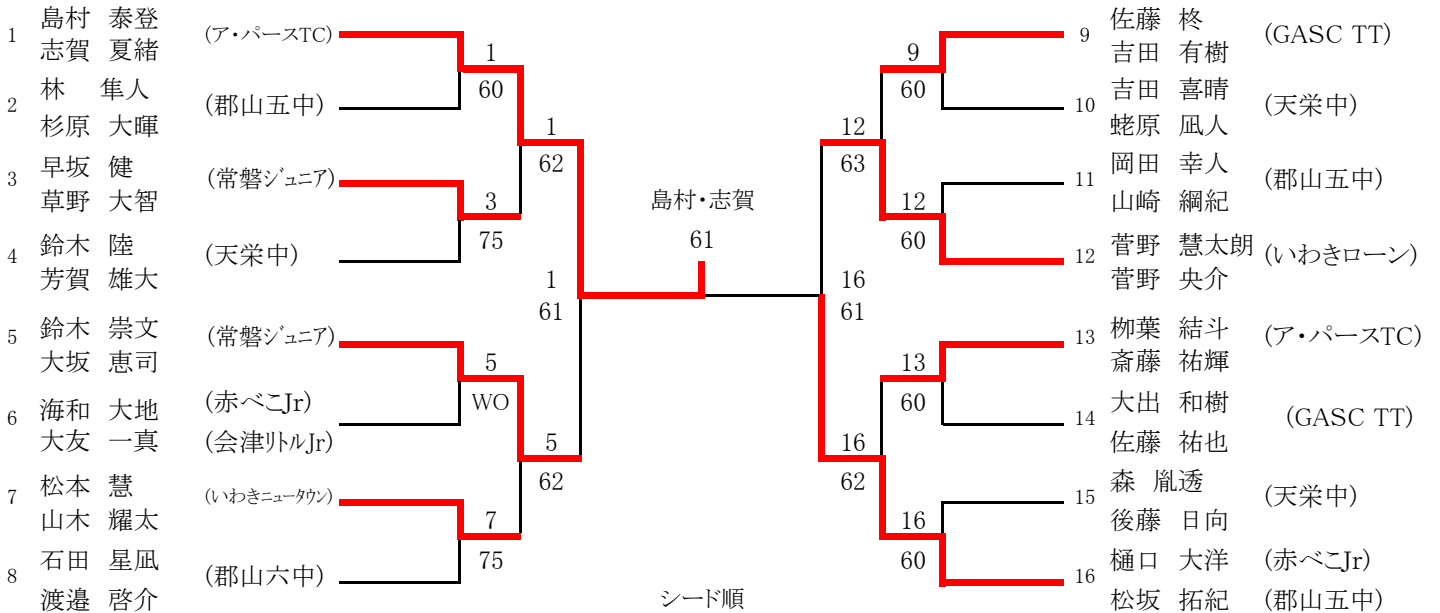 1 島村 泰登 (ア・パースTC)
志賀 夏緒
2 林 隼人 (郡山五中)
杉原 大暉
3 早坂 健 (常磐ジュニア)
草野 大智
4 鈴木 陸 (天栄中)
芳賀 雄大
5 鈴木 崇文 (常磐ジュニア)
大坂 恵司
6 海和 大地 (赤べこJr)
大友 一真 (会津リトルJr)
7 松本 慧 (いわきニュータウン)
山木 耀太
8 石田 星凪 (郡山六中)
渡邉 啓介
1
60
3
75
5
WO
7
75
1
62
5
62
1
61
島村・志賀
61
シード順
16
61
12
63
16
62
9
60
12
60
13
60
16
60
9 佐藤 柊 (GASC TT)
吉田 有樹
10 吉田 喜晴 (天栄中)
蛯原 凪人
11 岡田 幸人 (郡山五中)
山崎 綱紀
12 菅野 慧太朗 (いわきローン)
菅野 央介
13 栁葉 結斗 (ア・パースTC)
斎藤 祐輝
14 大出 和樹 (GASC TT)
佐藤 祐也
15 森 胤透 (天栄中)
後藤 日向
16 樋口 大洋 (赤べこJr)
松坂 拓紀 (郡山五中)